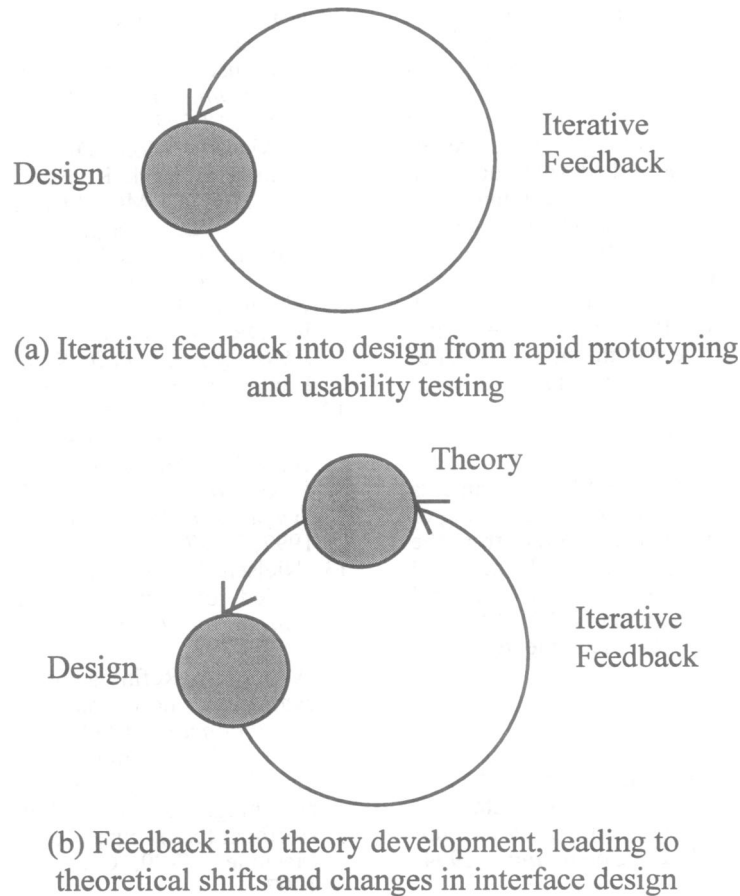 Iterative
Feedback
Design
(a) Iterative feedback into design from rapid prototyping
and usability testing
Theory
Iterative
Feedback
Design
(b) Feedback into theory development, leading to
theoretical shifts and changes in interface design